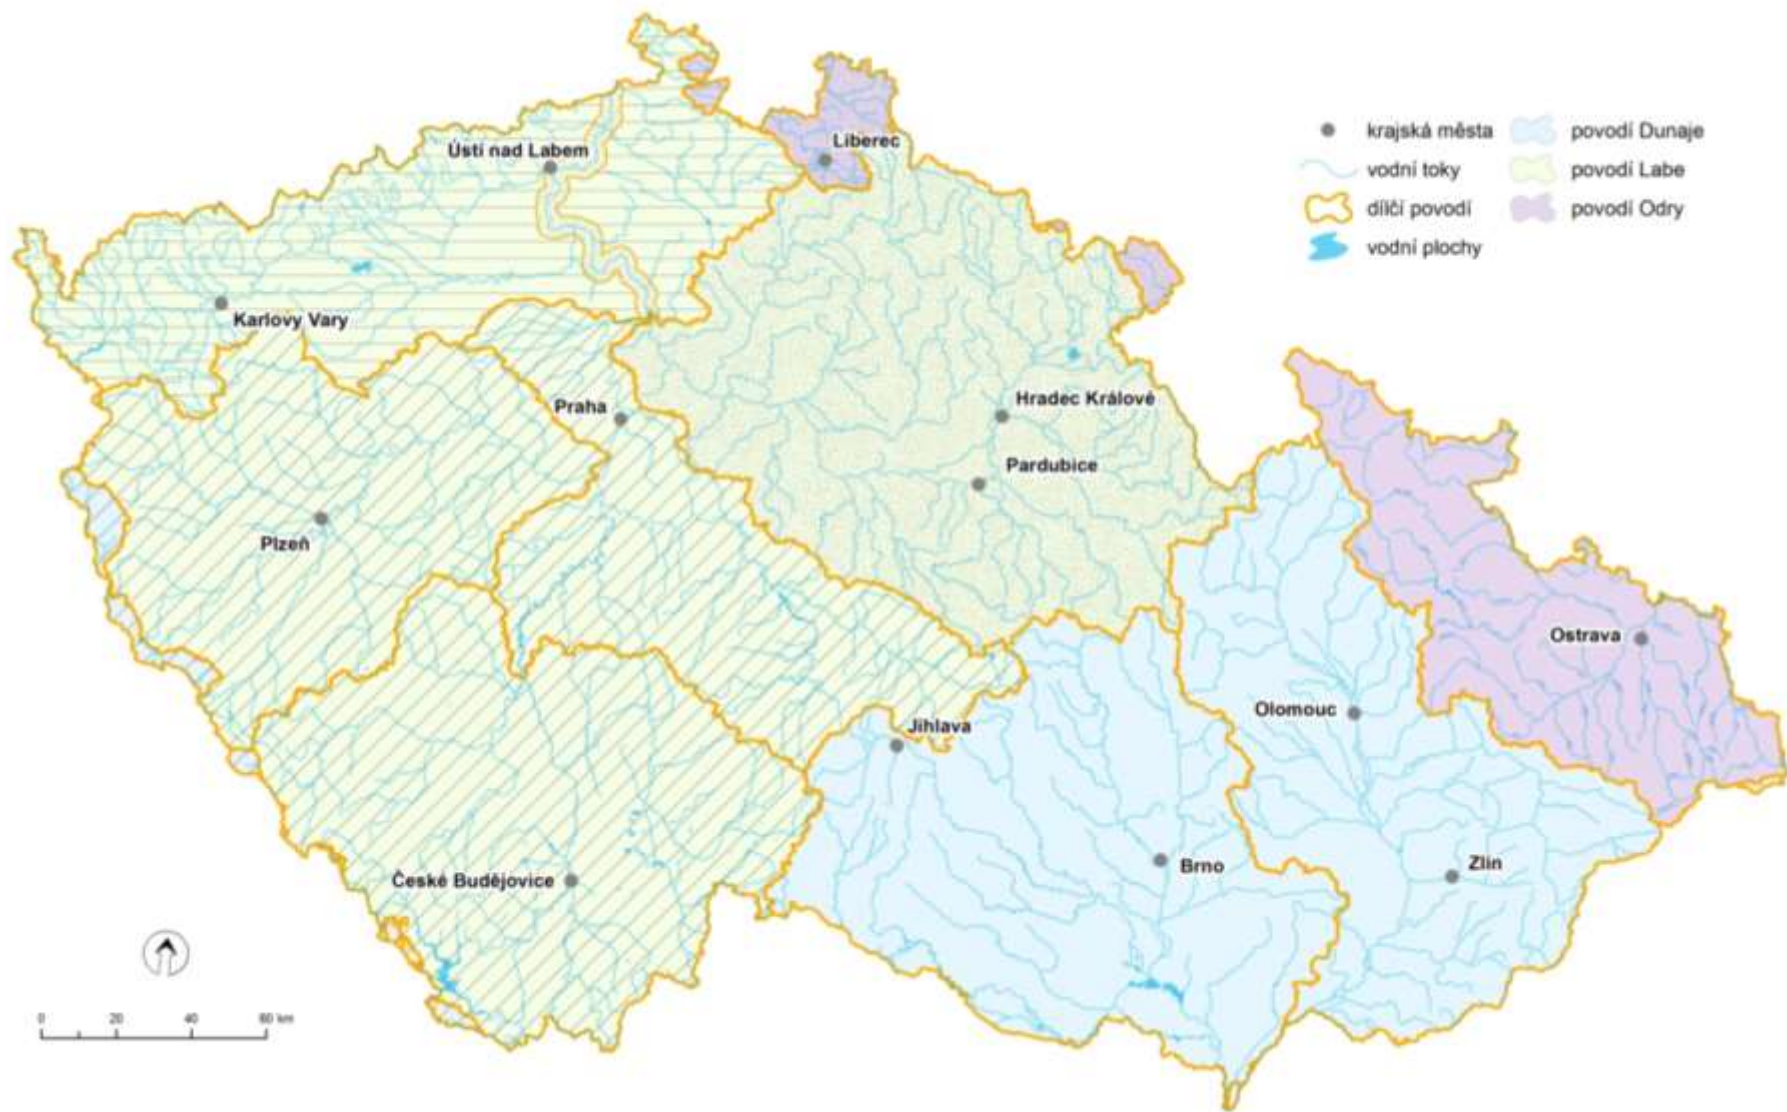 krajská města
povodí Dunaje
vodní toky
povodí Labe
dílčí povodí
povodí Odry
vodní plochy
Liberec
Ústí nad Labem
Karlovy Vary
Praha
Hradec Králové
Pardubice
Plzeň
Ostrava
Olomouc
Jihlava
Brno
Zlín
České Budějovice
0 20 40 60 km